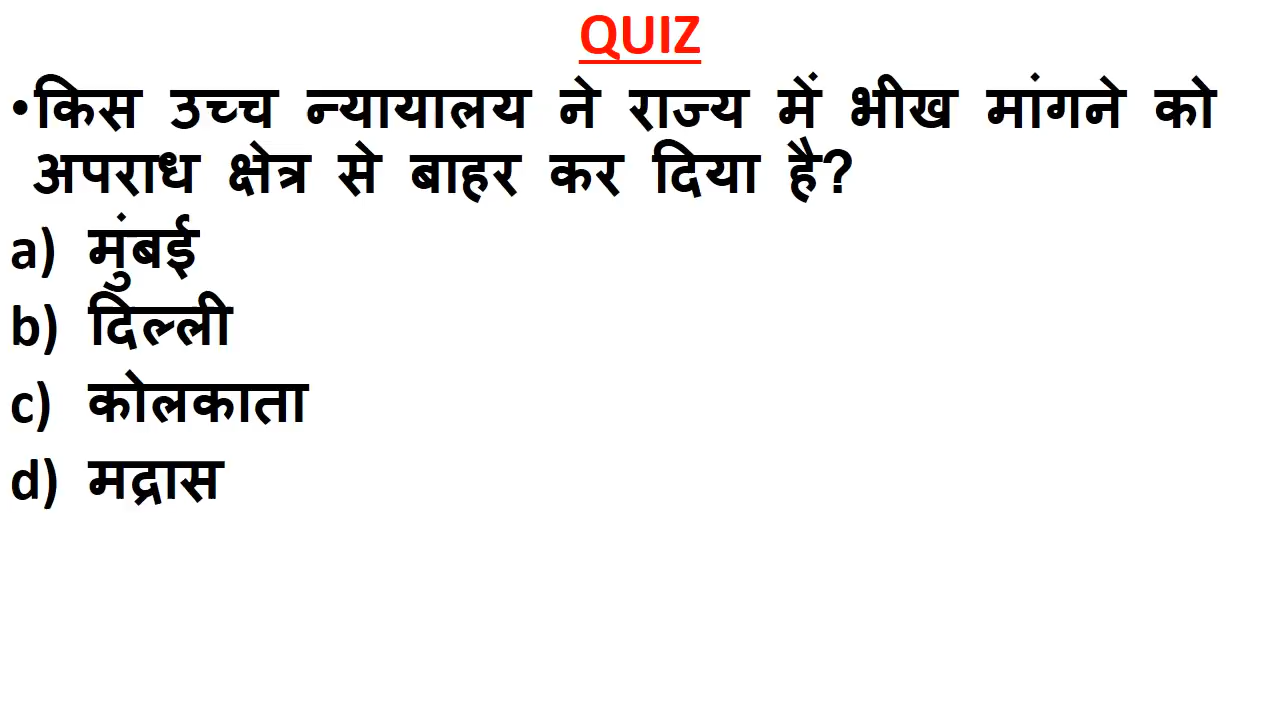 QUIZ
•किस उच्च न्यायालय ने राज्य में भीख मांगने को
अपराध क्षेत्र से बाहर कर दिया है?
a) मुंबई
b) दिल्ली
c) कोलकाता
d) मद्रास